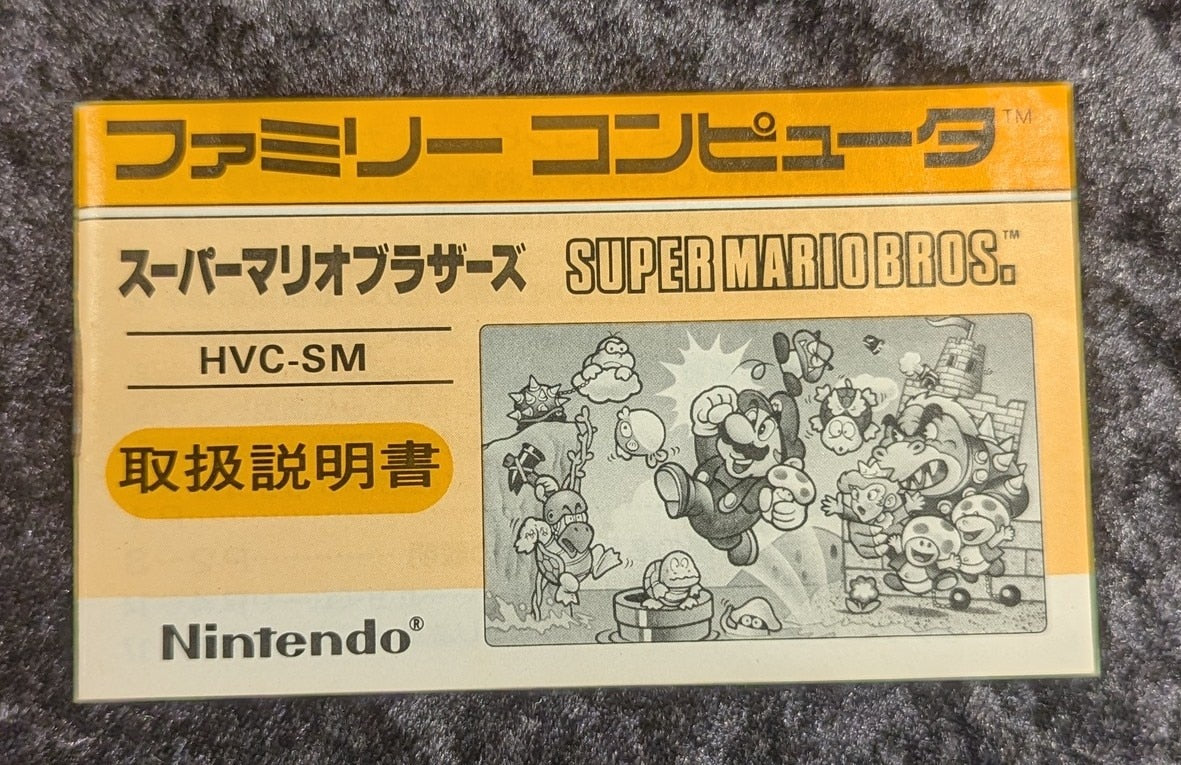 ファミリー コンピュータ™
スーパーマリオブラザーズ SUPER MARIO BROS.™
HVC-SM
取扱説明書
Nintendo®